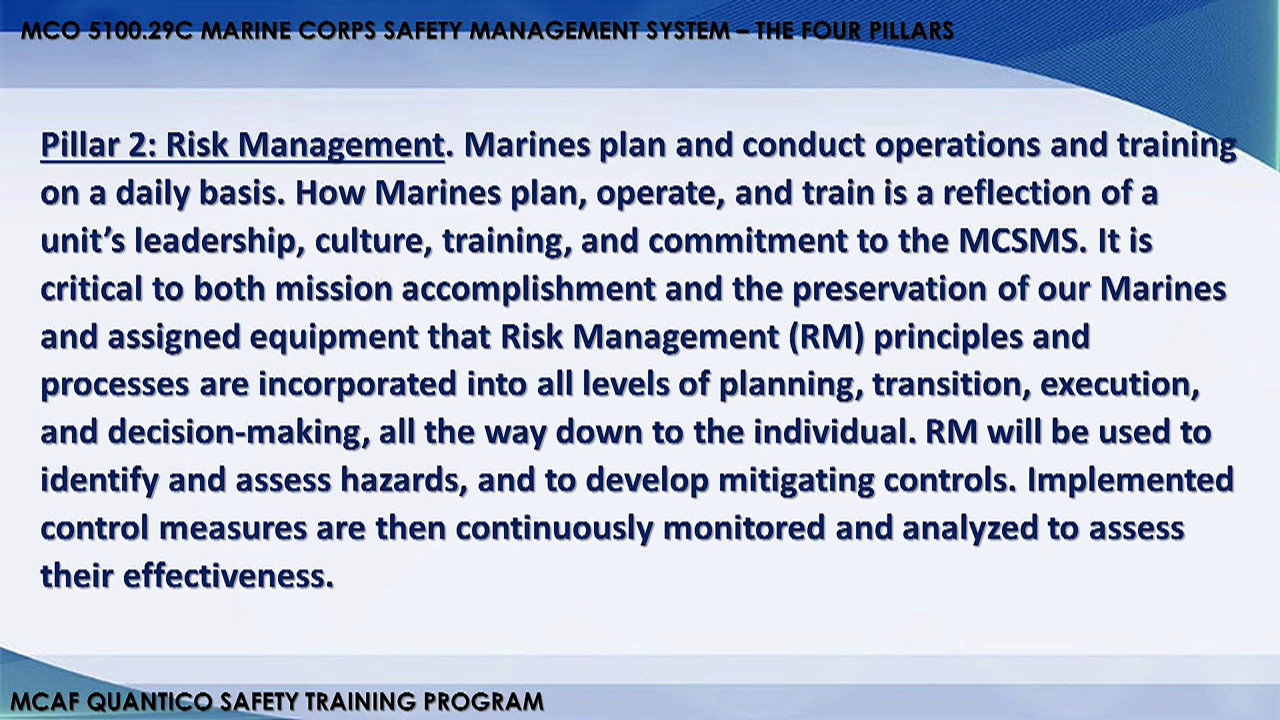 MCO 5100.29C MARINE CORPS SAFETY MANAGEMENT SYSTEM – THE FOUR PILLARS
Pillar 2: Risk Management. Marines plan and conduct operations and training
on a daily basis. How Marines plan, operate, and train is a reflection of a
unit’s leadership, culture, training, and commitment to the MCSMS. It is
critical to both mission accomplishment and the preservation of our Marines
and assigned equipment that Risk Management (RM) principles and
processes are incorporated into all levels of planning, transition, execution,
and decision-making, all the way down to the individual. RM will be used to
identify and assess hazards, and to develop mitigating controls. Implemented
control measures are then continuously monitored and analyzed to assess
their effectiveness.
MCAF QUANTICO SAFETY TRAINING PROGRAM